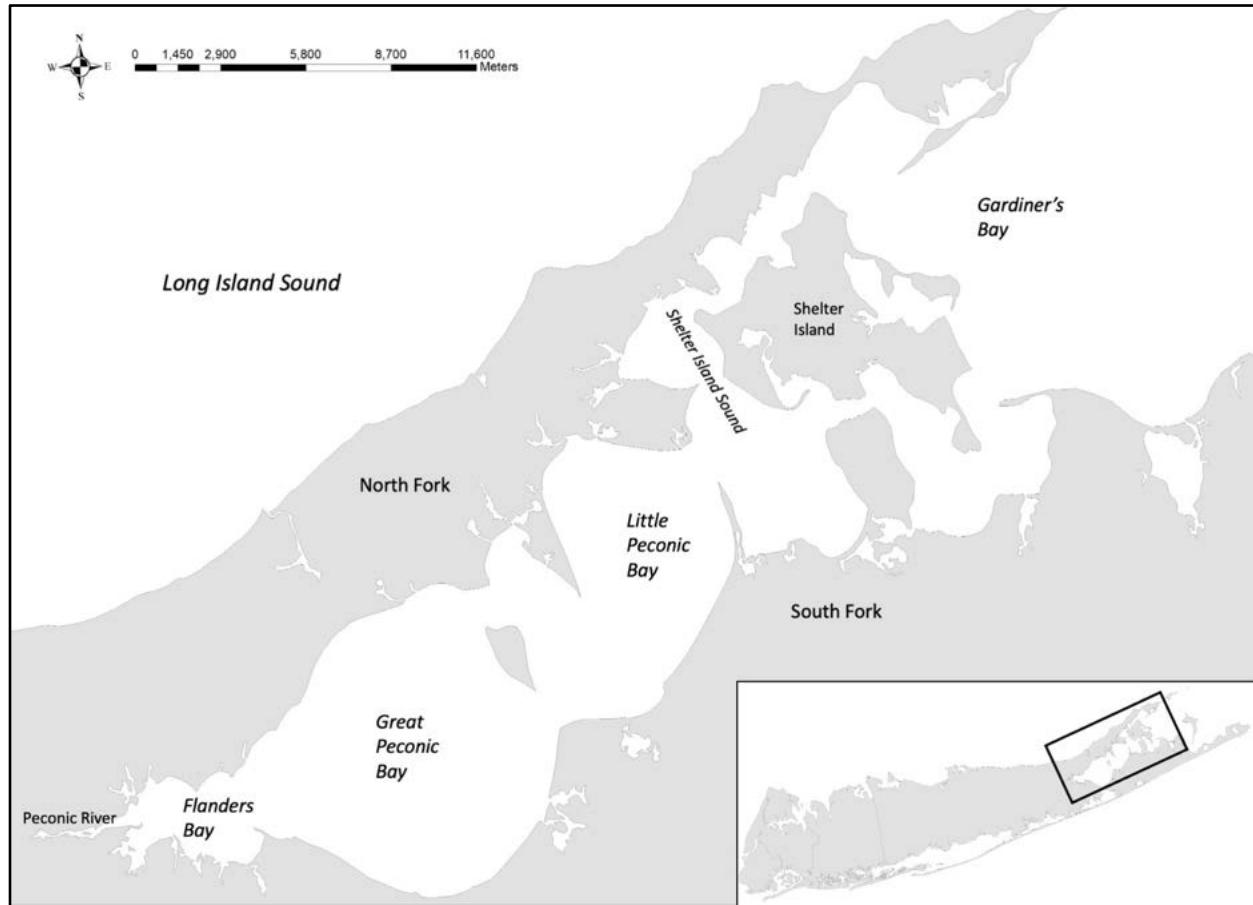 N
W E
S
0 1,450 2,900 5,800 8,700 11,600
Meters
Long Island Sound
Gardiner's
Bay
Shelter
Island
Shelter Island Sound
North Fork
Little
Peconic
Bay
South Fork
Great
Peconic
Bay
Peconic River
Flanders
Bay